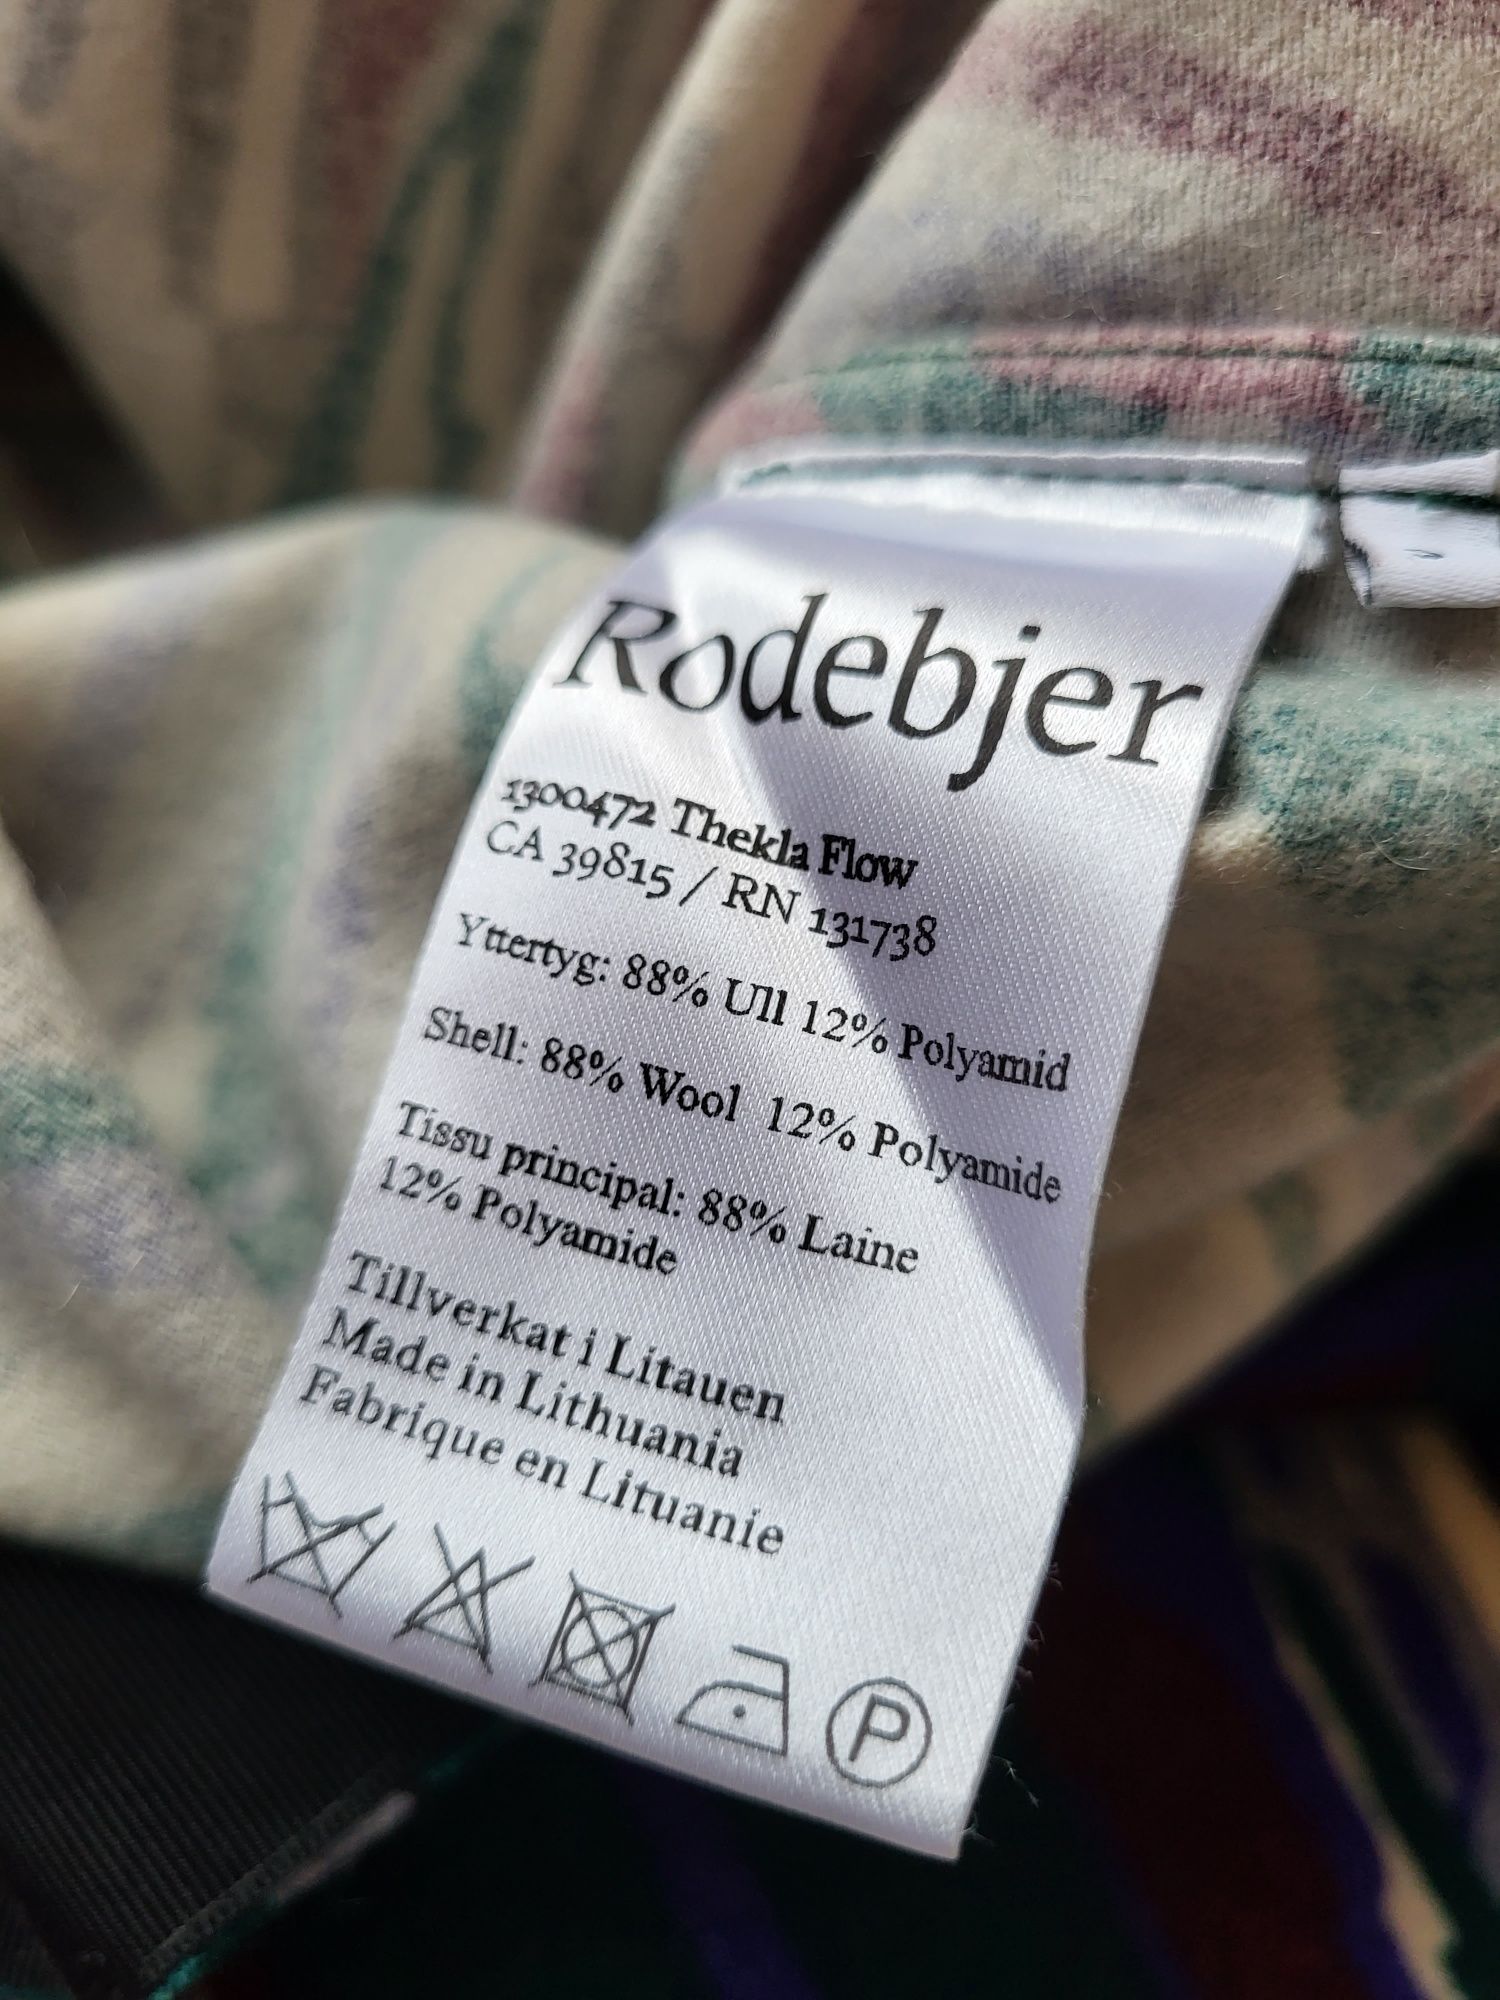 Rodebjer
1300472 Thekla Flow
CA 39815 / RN 131738
Yttertyg: 88% Ull 12% Polyamid
Shell: 88% Wool 12% Polyamide
Tissu principal: 88% Laine
12% Polyamide
Tillverkat i Litauen
Made in Lithuania
Fabrique en Lituanie
P